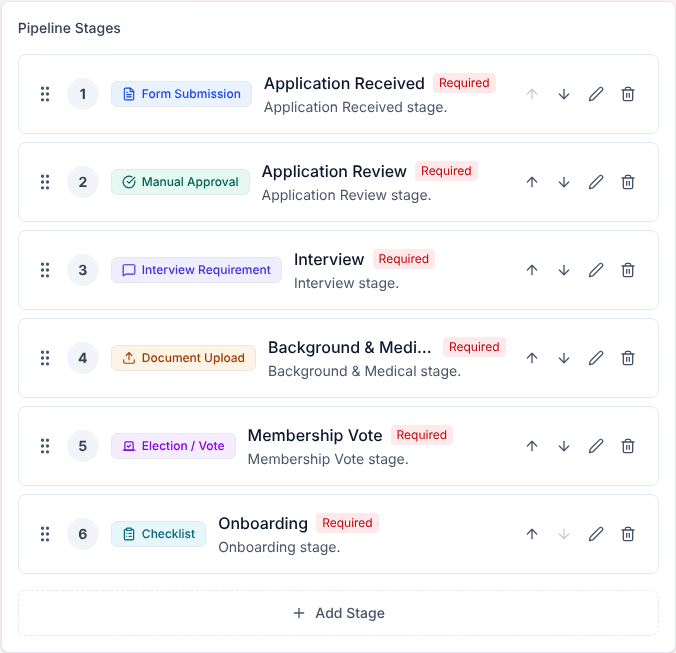 Pipeline Stages
1 Form Submission Application Received Required
Application Received stage.
2 Manual Approval Application Review Required
Application Review stage.
3 Interview Requirement Interview Required
Interview stage.
4 Document Upload Background & Medi... Required
Background & Medical stage.
5 Election / Vote Membership Vote Required
Membership Vote stage.
6 Checklist Onboarding Required
Onboarding stage.
+ Add Stage